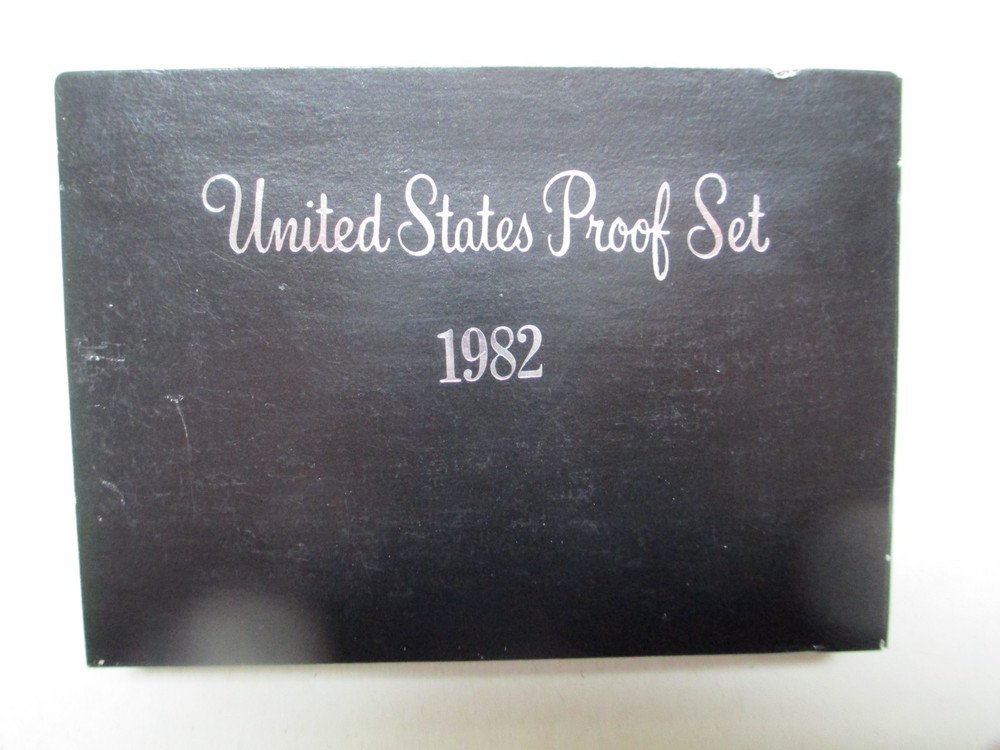 United States Proof Set
1982